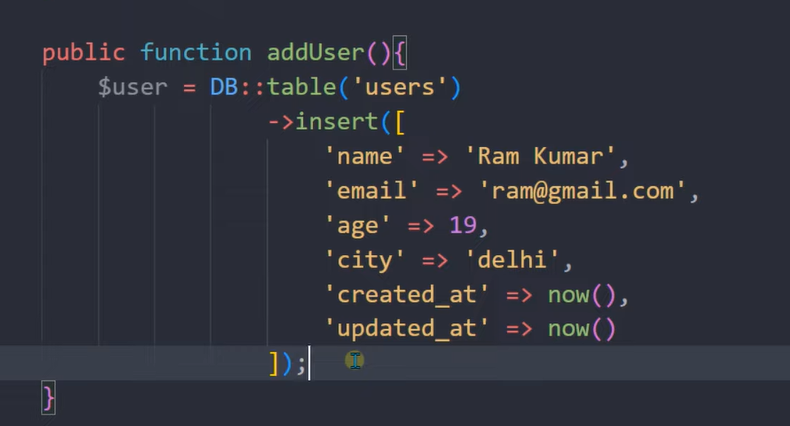 public function addUser(){
$user = DB::table('users')
->insert([
'name' => 'Ram Kumar',
'email' => 'ram@gmail.com',
'age' => 19,
'city' => 'delhi',
'created_at' => now(),
'updated_at' => now()
]);
}